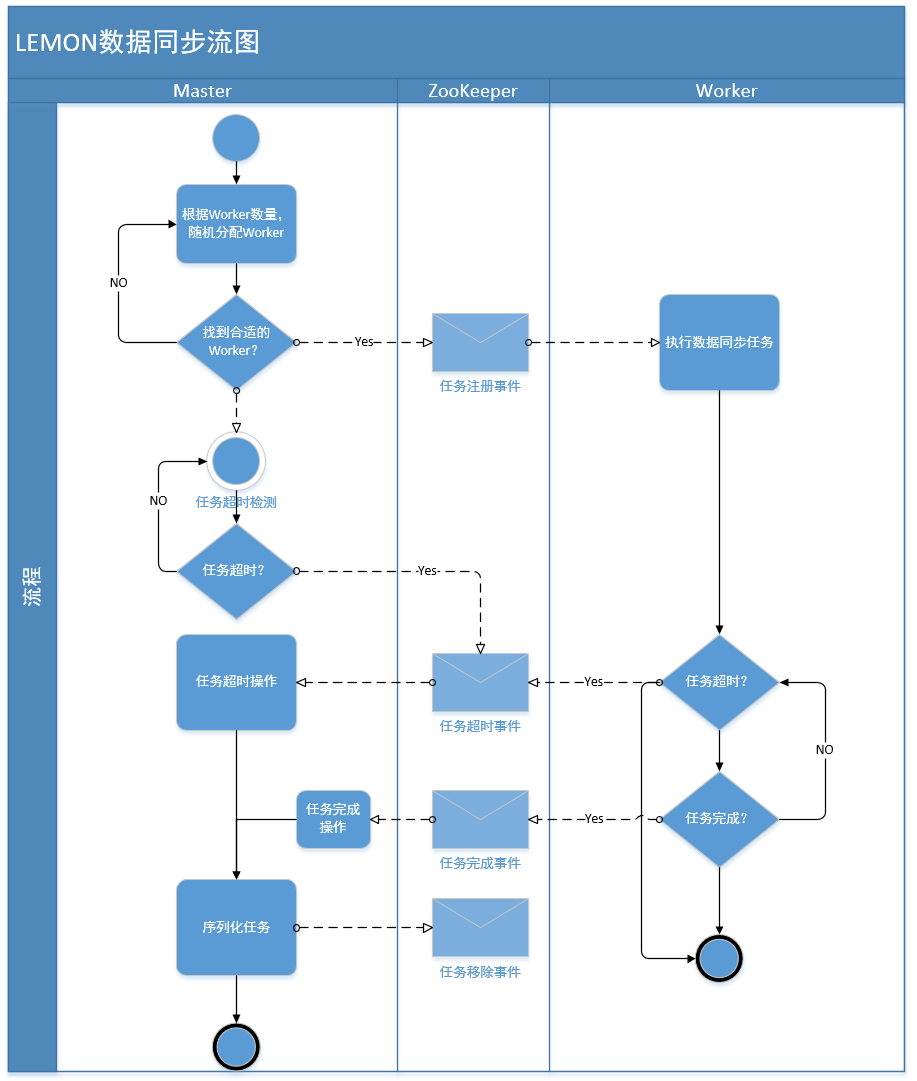 LEMON数据同步流图
Master
ZooKeeper
Worker
流程
根据Worker数量，
随机分配Worker
NO
找到合适的
Worker？
Yes
任务注册事件
执行数据同步任务
任务超时检测
NO
任务超时？
Yes
任务超时操作
任务超时事件
Yes
任务超时？
NO
任务完成
操作
任务完成事件
Yes
任务完成？
序列化任务
任务移除事件